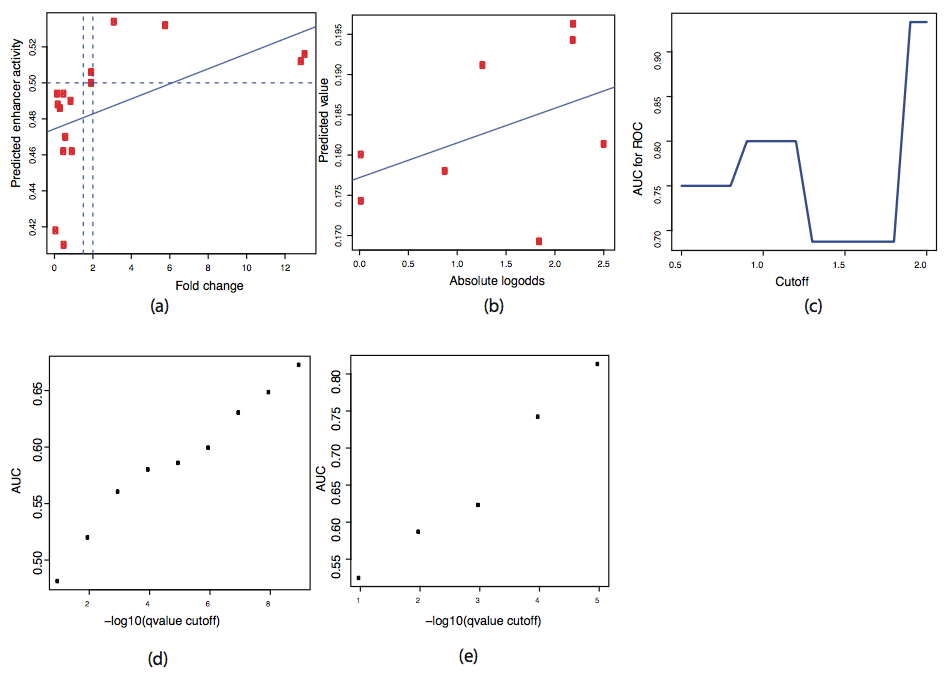 Predicted enhancer activity
0.52
0.50
0.48
0.46
0.44
0.42
0 2 4 6 8 10 12
Fold change
(a)
Predicted value
0.195
0.190
0.185
0.180
0.175
0.170
0.0 0.5 1.0 1.5 2.0 2.5
Absolute logodds
(b)
AUC for ROC
0.90
0.85
0.80
0.75
0.70
0.5 1.0 1.5 2.0
Cutoff
(c)
AUC
0.65
0.60
0.55
0.50
2 4 6 8
−log10(qvalue cutoff)
(d)
AUC
0.80
0.75
0.70
0.65
0.60
0.55
1 2 3 4 5
−log10(qvalue cutoff)
(e)